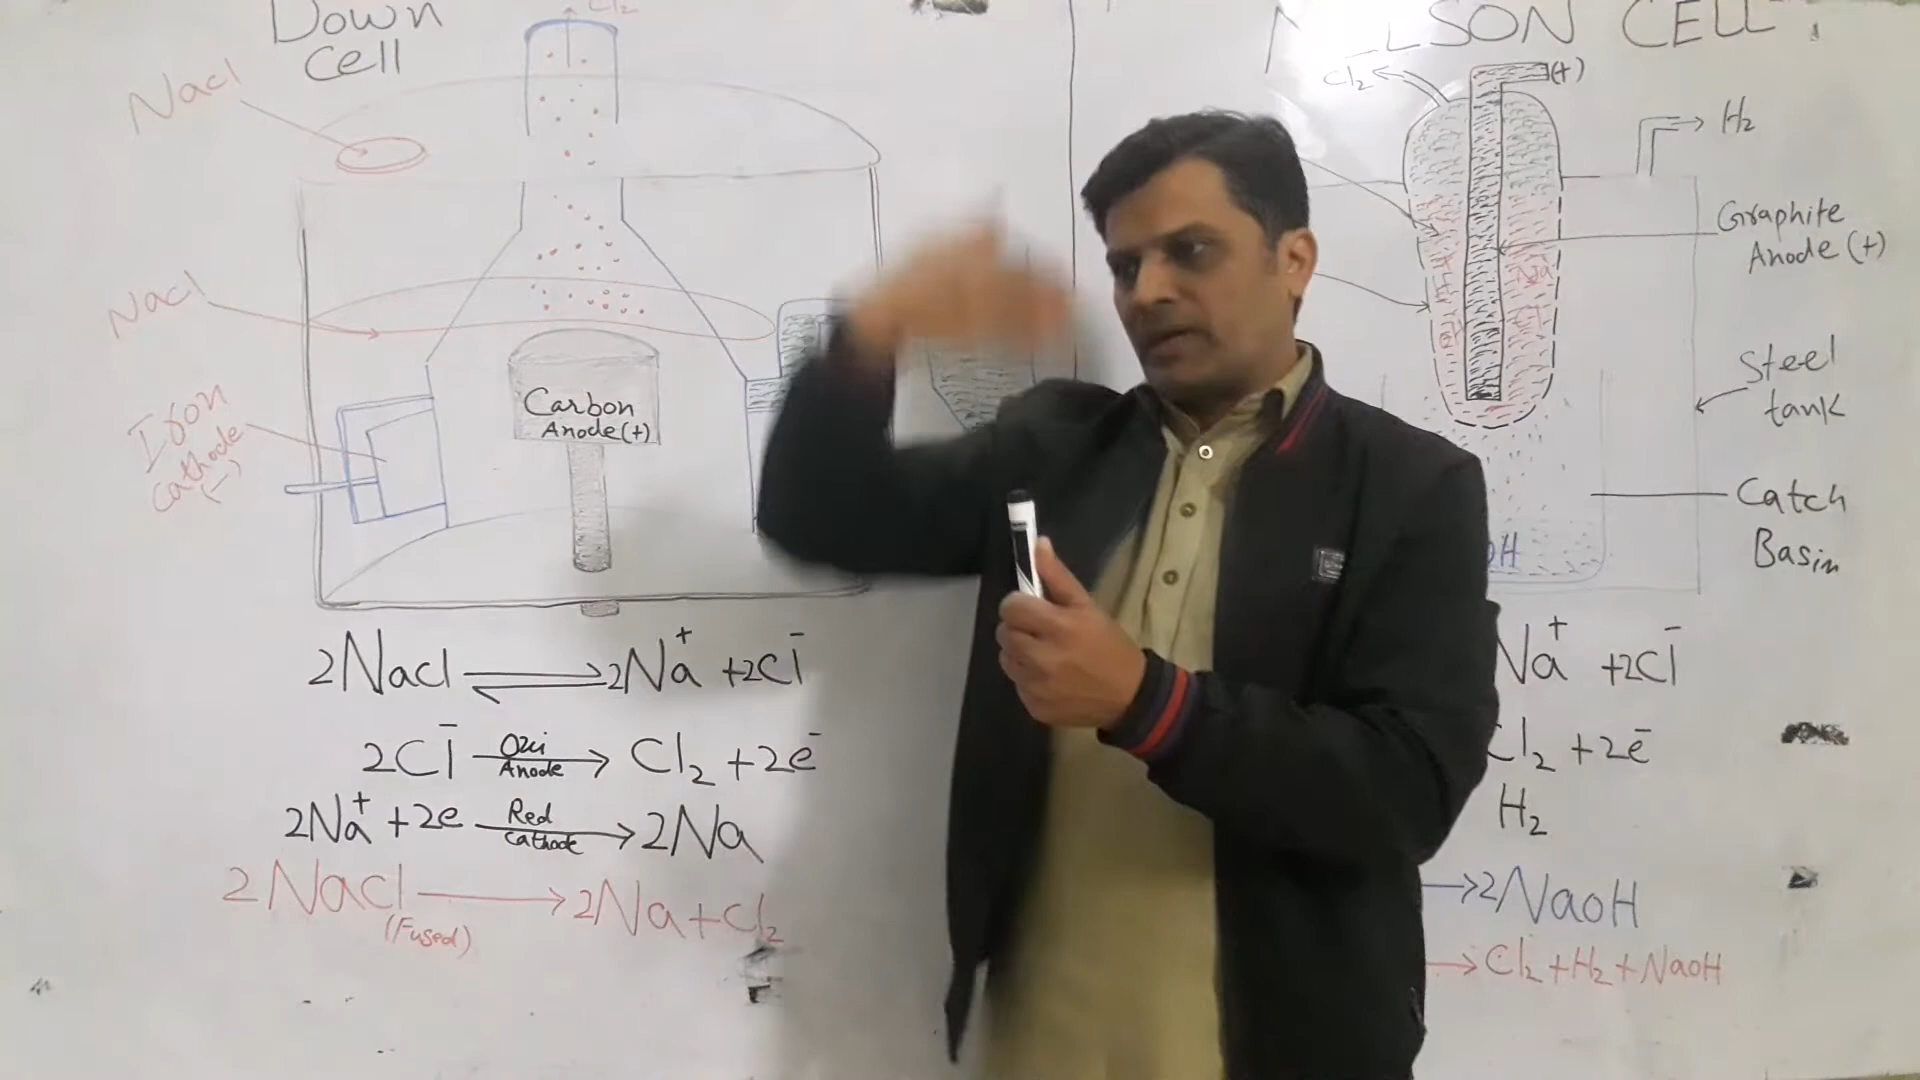 Down
Cell
Cl2
Nacl
Nacl
Iron
cathode
(-)
Carbon
Anode(+)
2Nacl ⇌ 2Na+ +2Cl-
2Cl- Oxi Anode → Cl2 +2e-
2Na+ +2e Red Cathode → 2Na
2Nacl (Fused) → 2Na+Cl2
NELSON CELL
Cl2
(+)
H2
Graphite
Anode (+)
Steel
tank
Catch
Basin
Na+ +2Cl-
Cl2 +2e-
H2
→2NaoH
→ Cl2+H2+NaoH